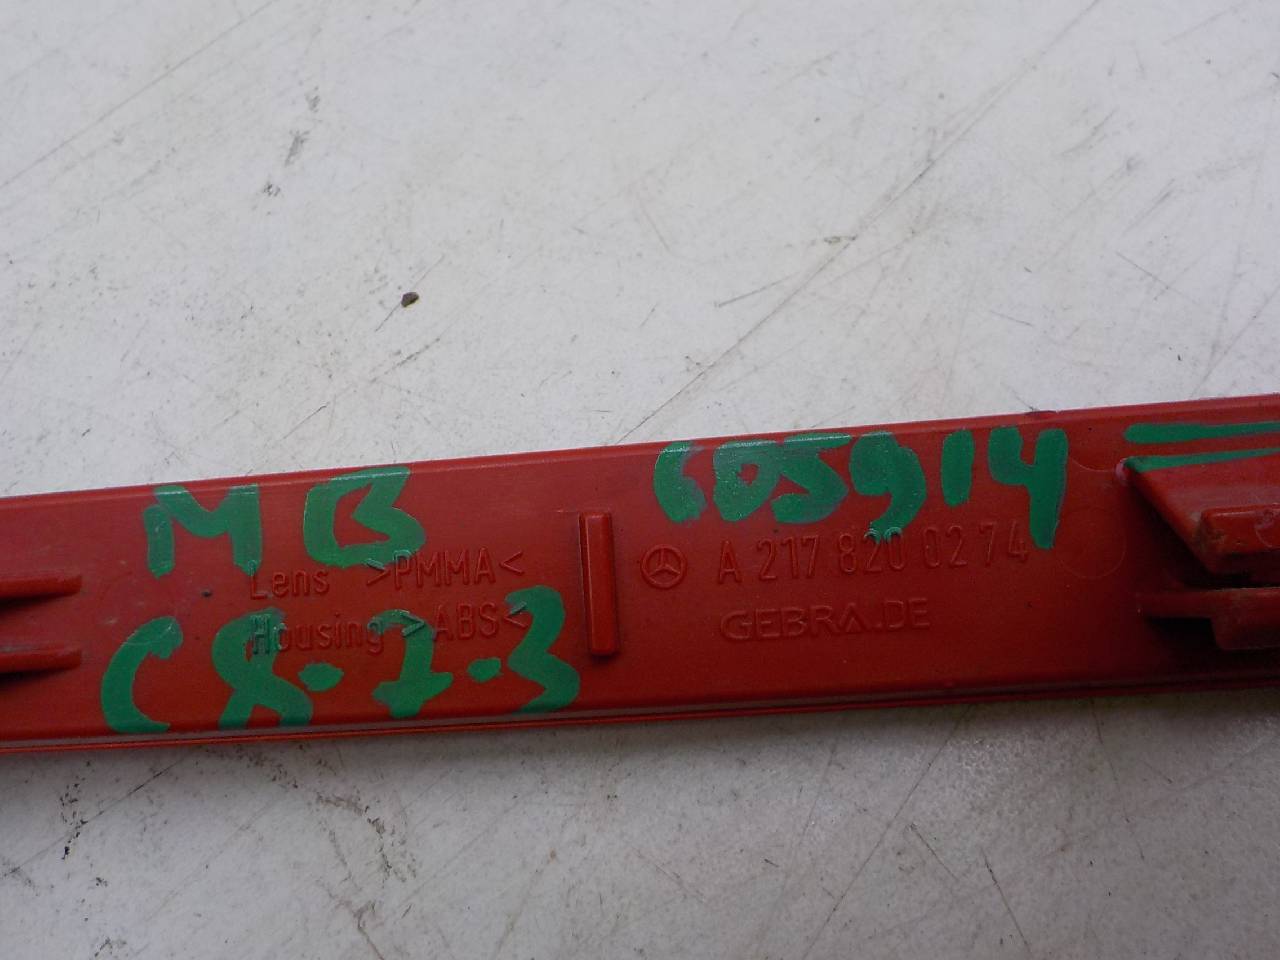 MB 605914
Lens >PMMA<
Housing >ABS<
A 217 820 02 74
GEBRA.DE
C8-7-3